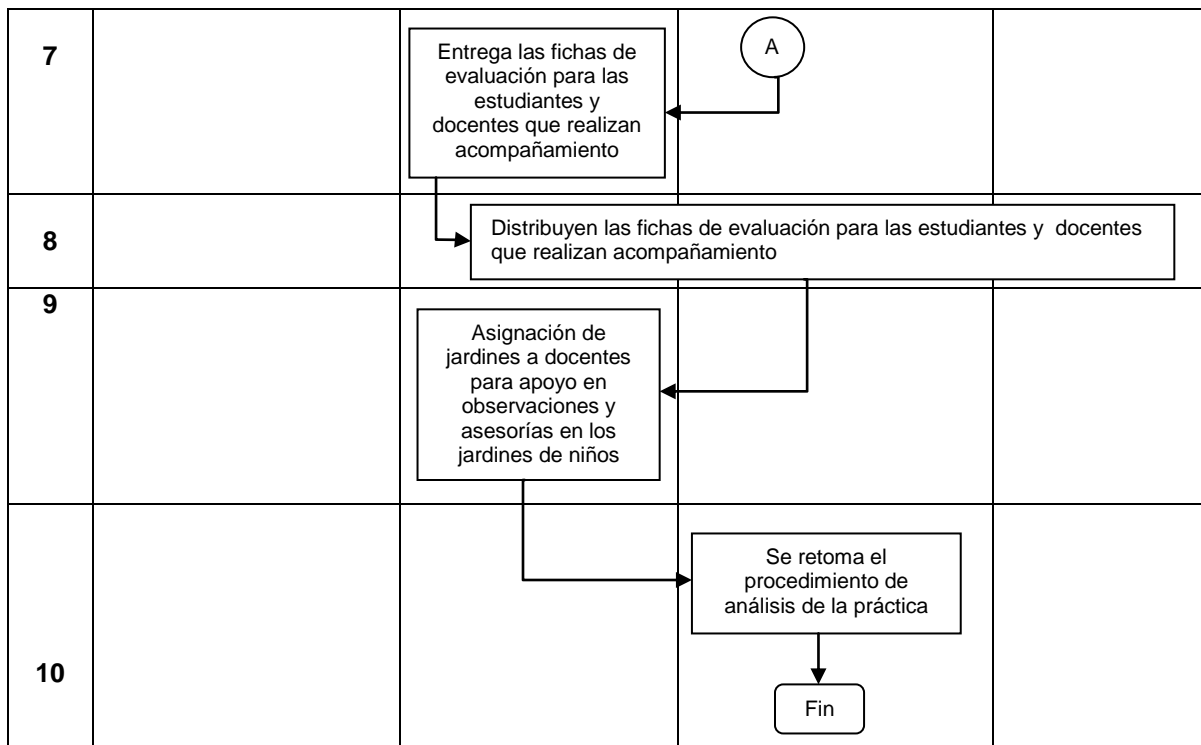 7
Entrega las fichas de
evaluación para las
estudiantes y
docentes que realizan
acompañamiento
A
8
Distribuyen las fichas de evaluación para las estudiantes y docentes
que realizan acompañamiento
9
Asignación de
jardines a docentes
para apoyo en
observaciones y
asesorías en los
jardines de niños
Se retoma el
procedimiento de
análisis de la práctica
10
Fin